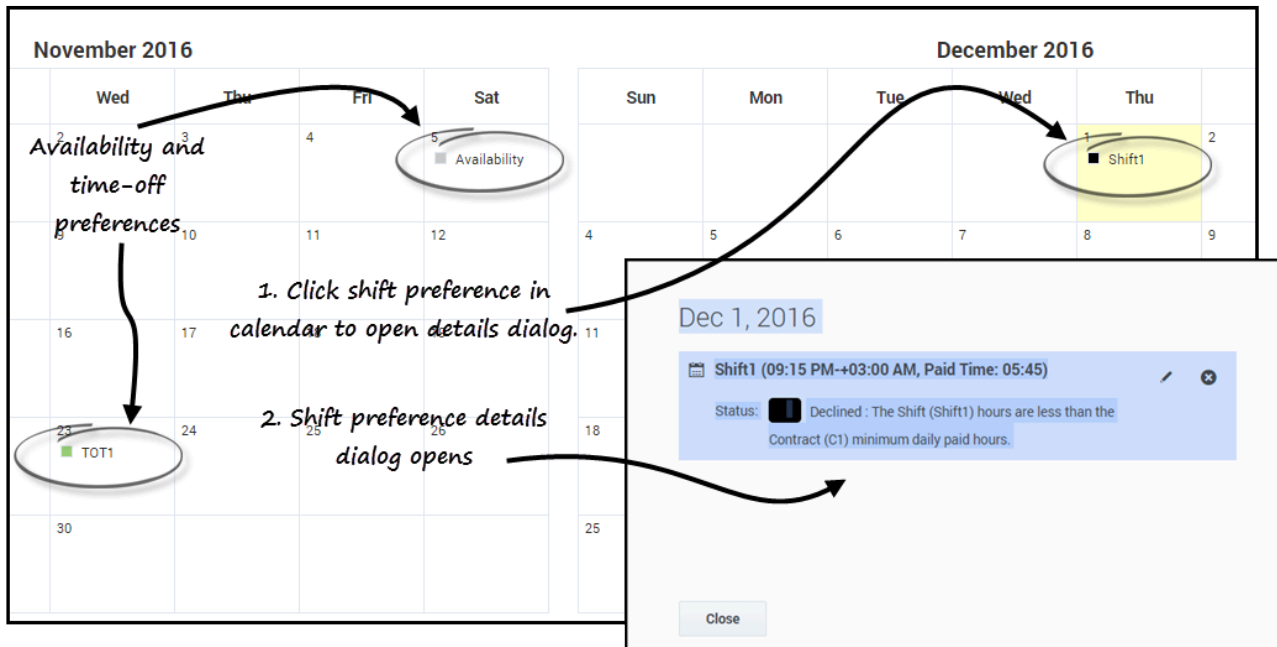 November 2016
December 2016
Wed Thu Fri Sat
Sun Mon Tue Wed Thu
2 3 4 5
Availability
1 2
Shift1
Availability and
time-off
preferences
9 10 11 12
4 5 6 7 8 9
1. Click shift preference in
calendar to open details dialog.
16 17 18 19
11
2. Shift preference details
dialog opens
23 24 25 26
TOT1
18
30
25
Dec 1, 2016
Shift1 (09:15 PM-+03:00 AM, Paid Time: 05:45)
Status: Declined : The Shift (Shift1) hours are less than the
Contract (C1) minimum daily paid hours.
Close